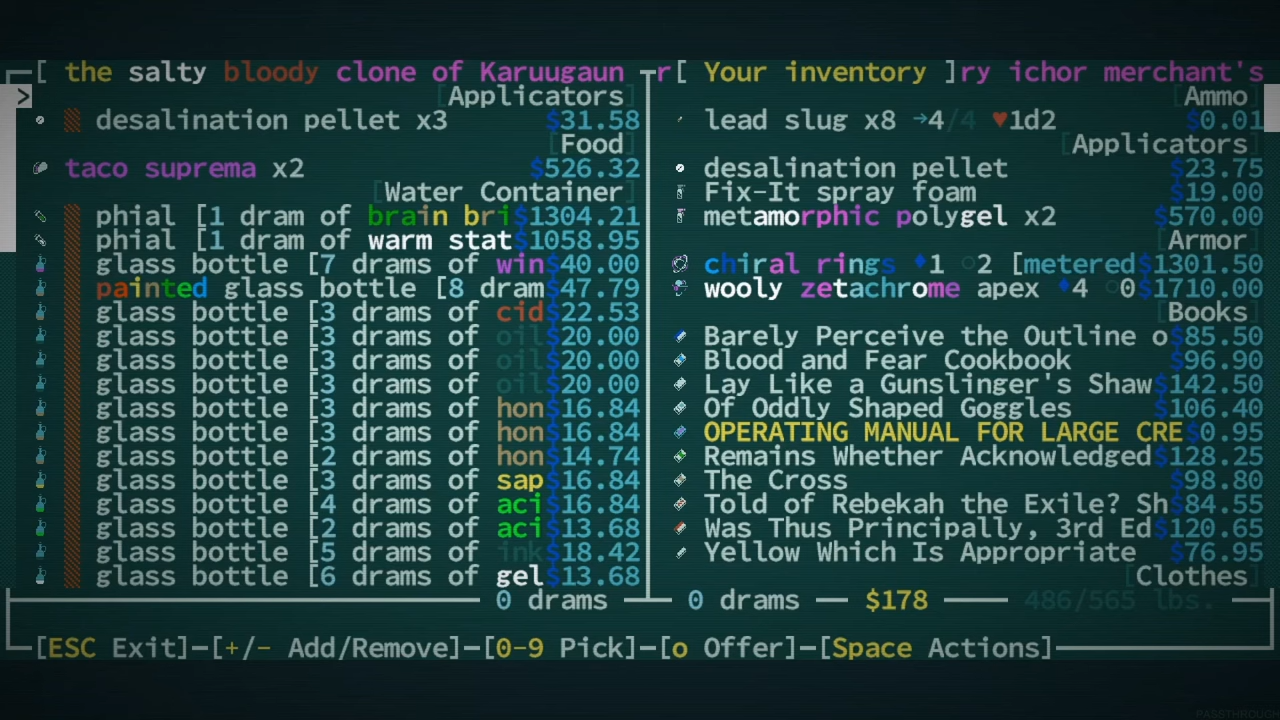 [ the salty bloody clone of Karuugaun
[Applicators]
desalination pellet x3 $31.58
[Food]
taco suprema x2 $526.32
[Water Container]
phial [1 dram of brain bri$1304.21
phial [1 dram of warm stat$1058.95
glass bottle [7 drams of win$40.00
painted glass bottle [8 dram$47.79
glass bottle [3 drams of cid$22.53
glass bottle [3 drams of oil$20.00
glass bottle [3 drams of oil$20.00
glass bottle [3 drams of oil$20.00
glass bottle [3 drams of hon$16.84
glass bottle [3 drams of hon$16.84
glass bottle [2 drams of hon$14.74
glass bottle [3 drams of sap$16.84
glass bottle [4 drams of aci$16.84
glass bottle [2 drams of aci$13.68
glass bottle [5 drams of ink$18.42
glass bottle [6 drams of gel$13.68
0 drams
r[ Your inventory ]ry ichor merchant's
[Ammo]
lead slug x8 →4/4 ♥1d2 $0.01
[Applicators]
desalination pellet $23.75
Fix-It spray foam $19.00
metamorphic polygel x2 $570.00
[Armor]
chiral rings ♦1 ○2 [metered$1301.50
wooly zetachrome apex ♦4 ○0$1710.00
[Books]
Barely Perceive the Outline o$85.50
Blood and Fear Cookbook $96.90
Lay Like a Gunslinger's Shaw$142.50
Of Oddly Shaped Goggles $106.40
OPERATING MANUAL FOR LARGE CRE$0.95
Remains Whether Acknowledged$128.25
The Cross $98.80
Told of Rebekah the Exile? Sh$84.55
Was Thus Principally, 3rd Ed$120.65
Yellow Which Is Appropriate $76.95
[Clothes]
0 drams — $178 — 486/565 lbs.
[ESC Exit]—[+/- Add/Remove]—[0-9 Pick]—[o Offer]—[Space Actions]
PASSTHROUGH